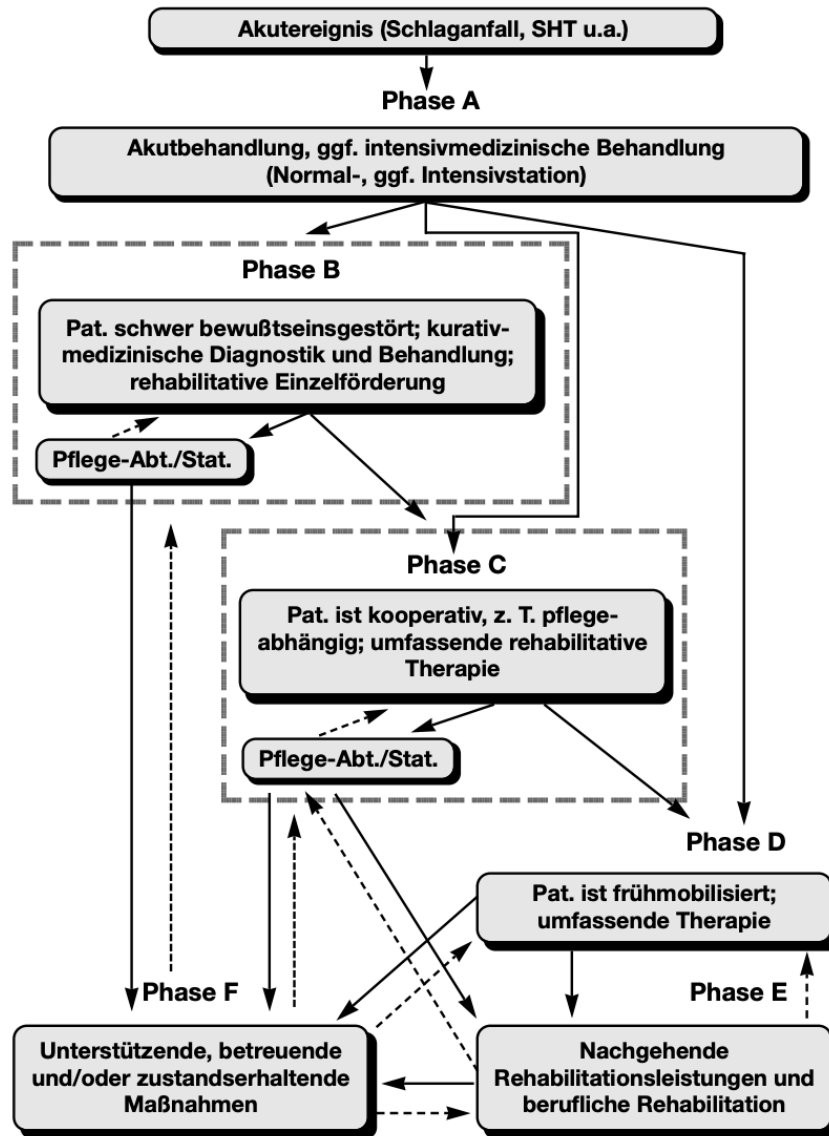 Akutereignis (Schlaganfall, SHT u.a.)
Phase A
Akutbehandlung, ggf. intensivmedizinische Behandlung
(Normal-, ggf. Intensivstation)
Phase B
Pat. schwer bewußtseinsgestört; kurativ-
medizinische Diagnostik und Behandlung;
rehabilitative Einzelförderung
Pflege-Abt./Stat.
Phase C
Pat. ist kooperativ, z. T. pflege-
abhängig; umfassende rehabilitative
Therapie
Pflege-Abt./Stat.
Phase D
Pat. ist frühmobilisiert;
umfassende Therapie
Phase F
Unterstützende, betreuende
und/oder zustandserhaltende
Maßnahmen
Phase E
Nachgehende
Rehabilitationsleistungen und
berufliche Rehabilitation